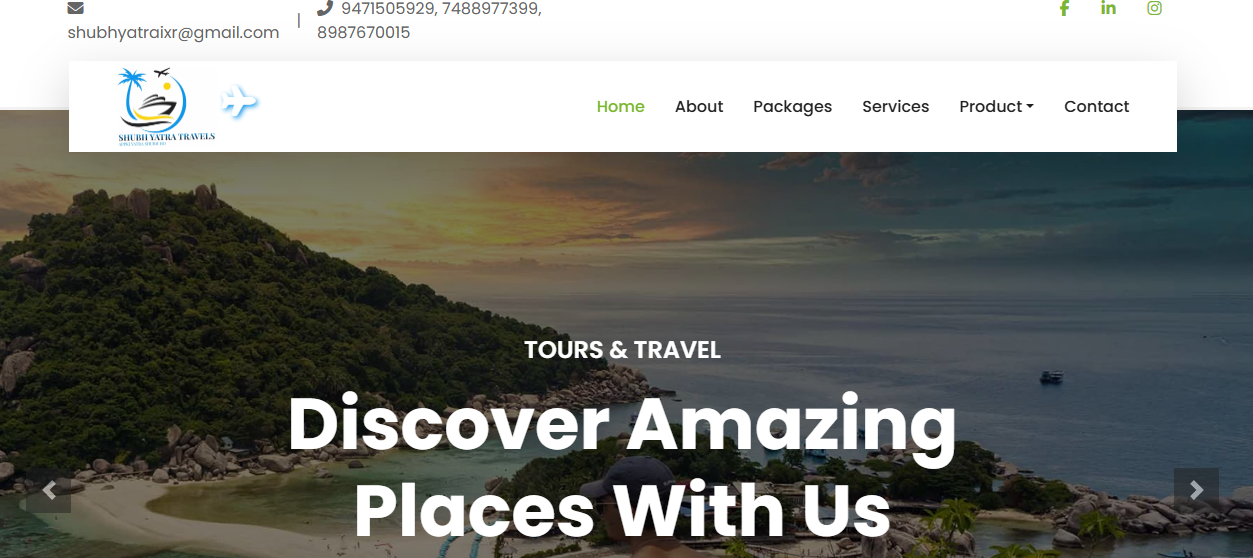 9471505929, 7488977399,
shubhyatraixr@gmail.com | 8987670015
SHUBH YATRA TRAVELS
Home About Packages Services Product Contact
TOURS & TRAVEL
Discover Amazing
Places With Us